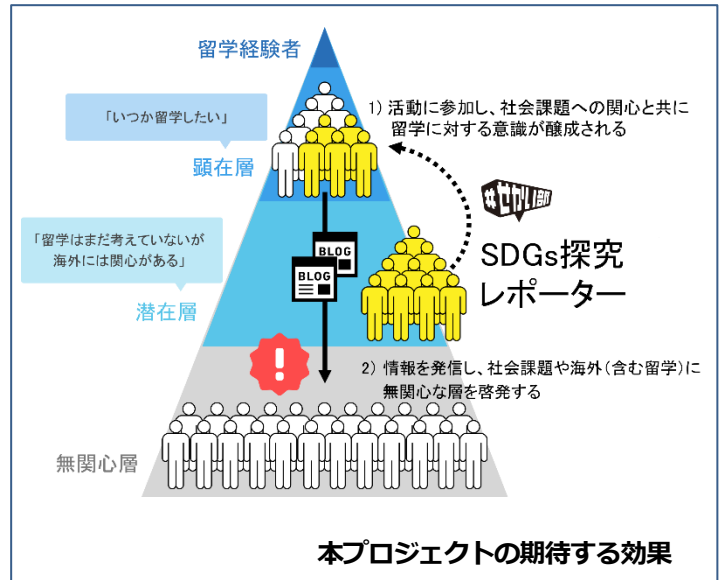 留学経験者
「いつか留学したい」
顕在層
1) 活動に参加し、社会課題への関心と共に
留学に対する意識が醸成される
#せかい部
SDGs探究
レポーター
「留学はまだ考えていないが
海外には関心がある」
潜在層
BLOG
BLOG
!
2) 情報を発信し、社会課題や海外(含む留学)に
無関心な層を啓発する
無関心層
本プロジェクトの期待する効果